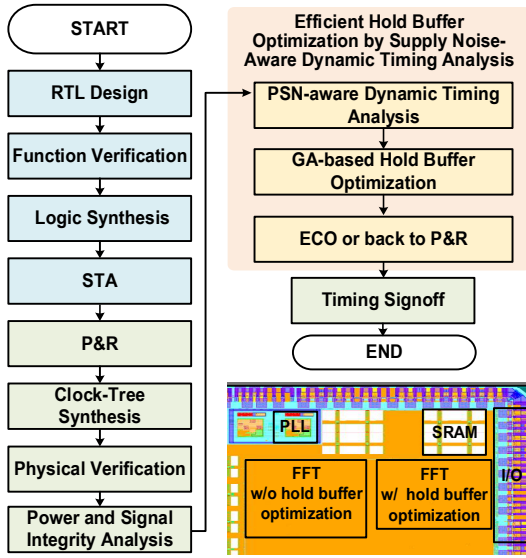 START
RTL Design
Function Verification
Logic Synthesis
STA
P&R
Clock-Tree
Synthesis
Physical Verification
Power and Signal
Integrity Analysis
Efficient Hold Buffer
Optimization by Supply Noise-
Aware Dynamic Timing Analysis
PSN-aware Dynamic Timing
Analysis
GA-based Hold Buffer
Optimization
ECO or back to P&R
Timing Signoff
END
PLL
SRAM
I/O
FFT
w/o hold buffer
optimization
FFT
w/ hold buffer
optimization